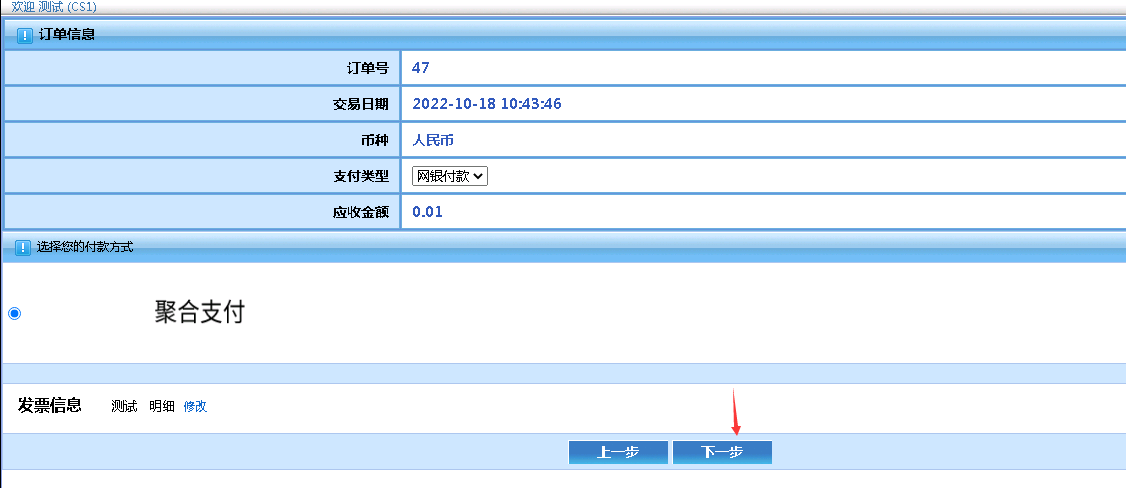 欢迎 测试 (CS1)
订单信息
订单号 47
交易日期 2022-10-18 10:43:46
币种 人民币
支付类型 网银付款
应收金额 0.01
选择您的付款方式
聚合支付
发票信息 测试 明细 修改
上一步 下一步